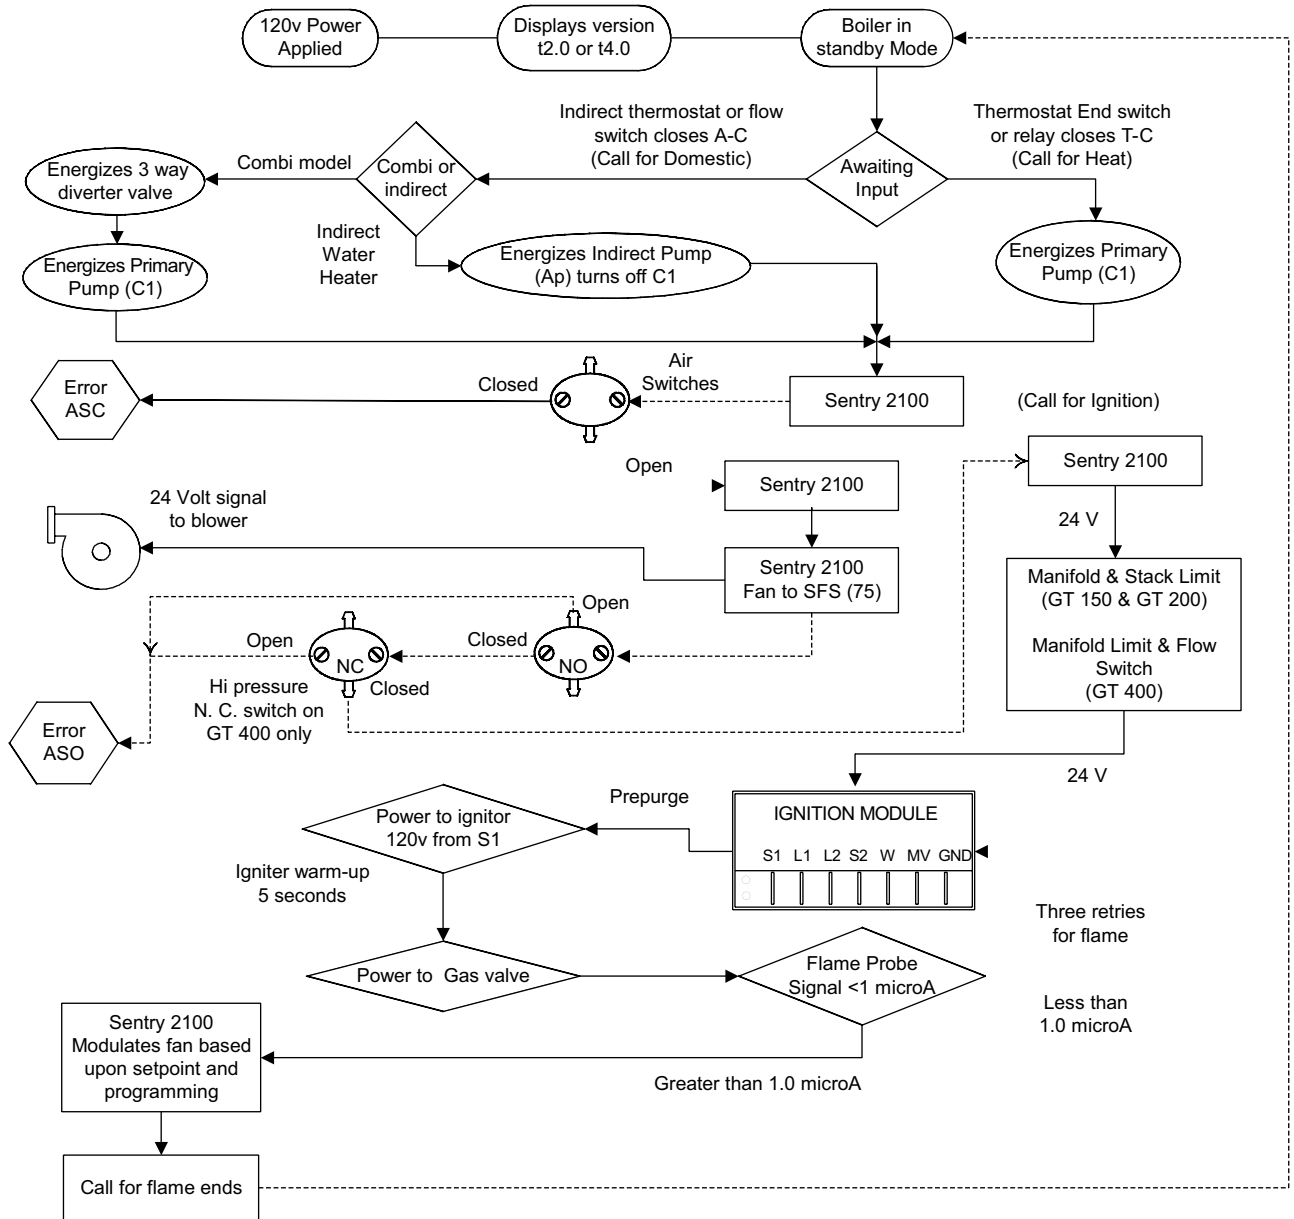 120v Power
Applied
Displays version
t2.0 or t4.0
Boiler in
standby Mode
Indirect thermostat or flow
switch closes A-C
(Call for Domestic)
Thermostat End switch
or relay closes T-C
(Call for Heat)
Energizes 3 way
diverter valve
Combi model
Combi or
indirect
Awaiting
Input
Indirect
Water
Heater
Energizes Primary
Pump (C1)
Energizes Indirect Pump
(Ap) turns off C1
Energizes Primary
Pump (C1)
Error
ASC
Closed
Air
Switches
Sentry 2100
(Call for Ignition)
Open
Sentry 2100
Sentry 2100
24 Volt signal
to blower
24 V
Sentry 2100
Fan to SFS (75)
Manifold & Stack Limit
(GT 150 & GT 200)
Manifold Limit & Flow
Switch
(GT 400)
Open
Open
NC
Closed
NO
Closed
Hi pressure
N. C. switch on
GT 400 only
Error
ASO
24 V
Prepurge
Power to ignitor
120v from S1
IGNITION MODULE
S1 L1 L2 S2 W MV GND
Igniter warm-up
5 seconds
Three retries
for flame
Power to Gas valve
Flame Probe
Signal <1 microA
Less than
1.0 microA
Sentry 2100
Modulates fan based
upon setpoint and
programming
Greater than 1.0 microA
Call for flame ends